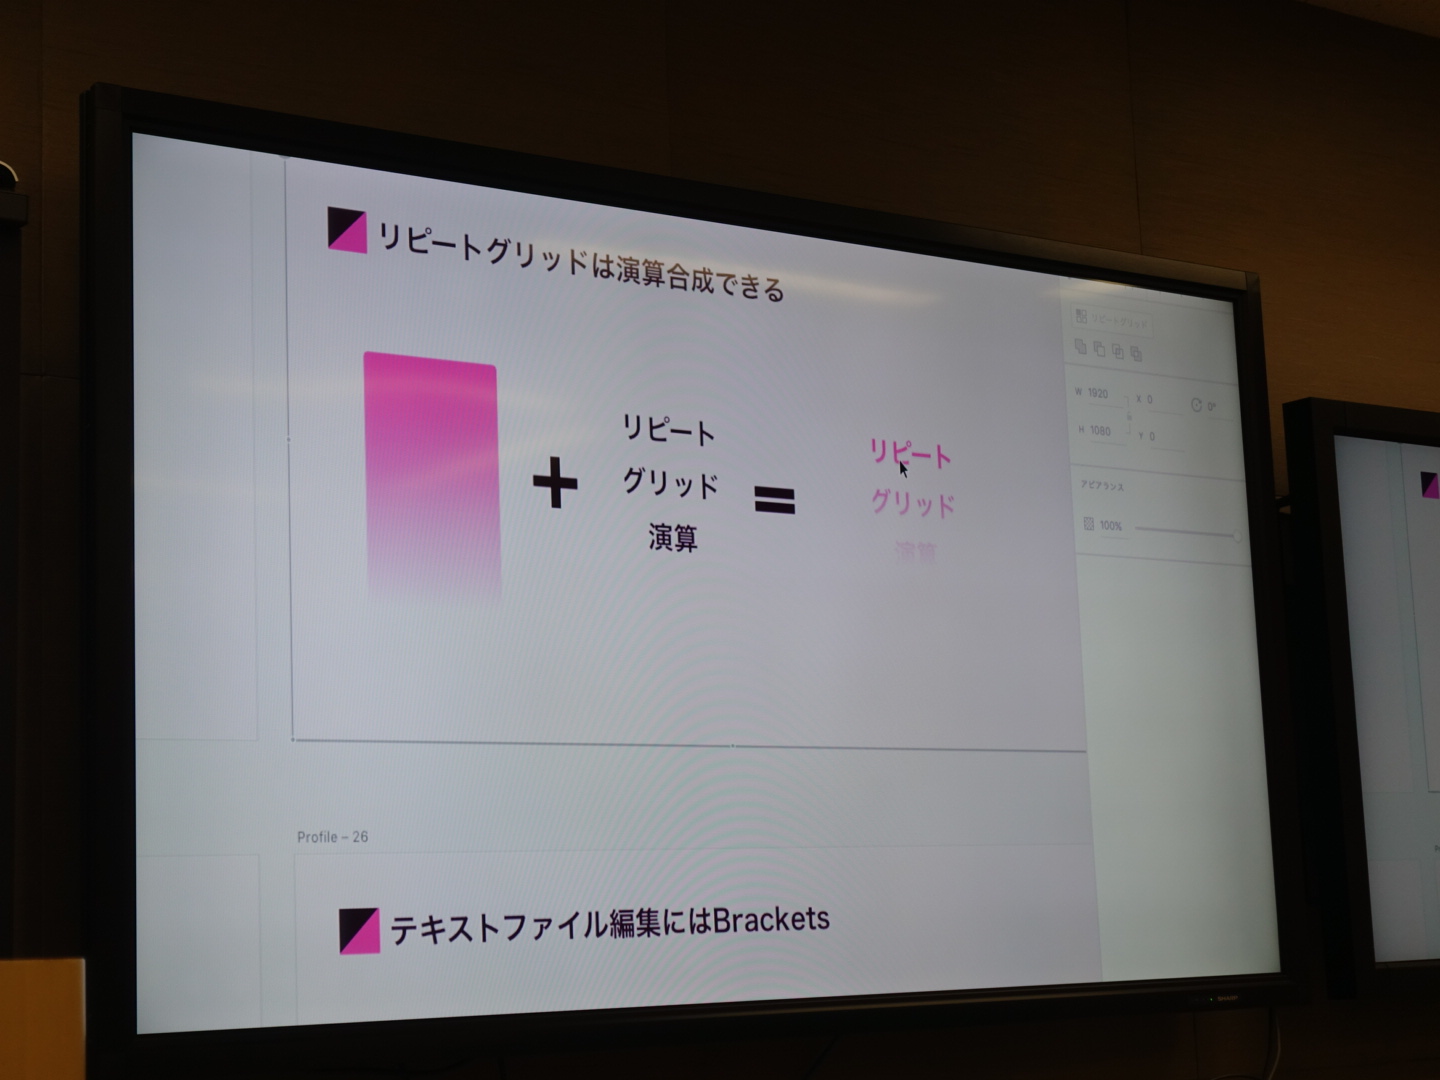 リピートグリッドは演算合成できる
リピート
グリッド
演算
リピート
グリッド
演算
リピートグリッド
W 1920
X 0
0°
H 1080
Y 0
アピアランス
100%
Profile – 26
テキストファイル編集にはBrackets